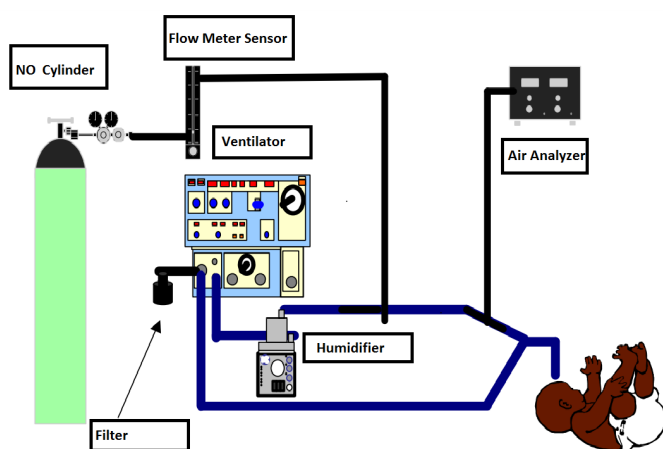 Flow Meter Sensor
NO Cylinder
Ventilator
Air Analyzer
Humidifier
Filter